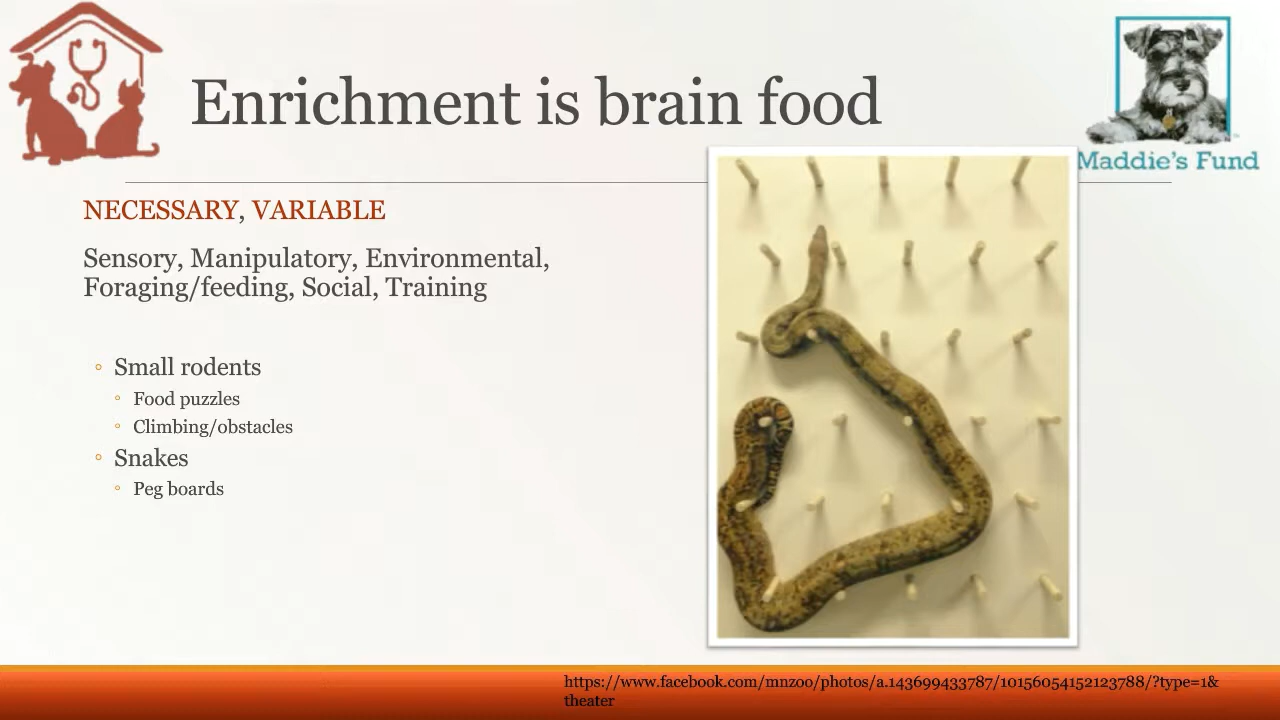 Enrichment is brain food
Maddie's Fund
NECESSARY, VARIABLE
Sensory, Manipulatory, Environmental,
Foraging/feeding, Social, Training
◦ Small rodents
◦ Food puzzles
◦ Climbing/obstacles
◦ Snakes
◦ Peg boards
https://www.facebook.com/mnzoo/photos/a.143699433787/10156054152123788/?type=1&
theater